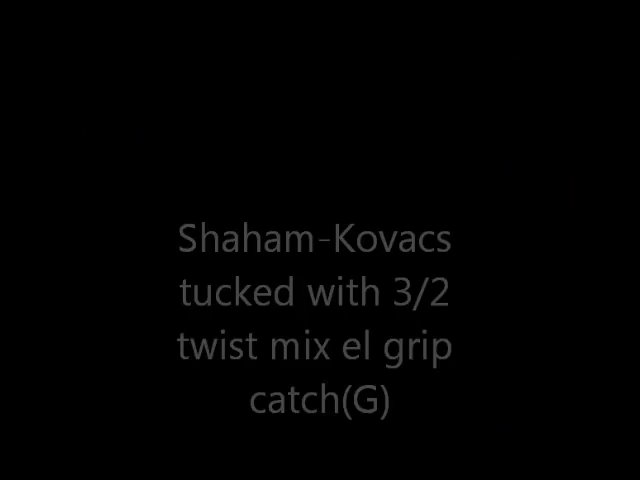 Shaham-Kovacs
tucked with 3/2
twist mix el grip
catch(G)